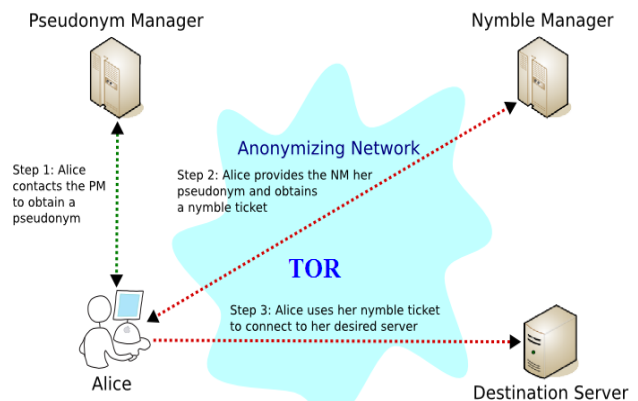 Pseudonym Manager
Nymble Manager
Anonymizing Network
Step 1: Alice
contacts the PM
to obtain a
pseudonym
Step 2: Alice provides the NM her
pseudonym and obtains
a nymble ticket
TOR
Step 3: Alice uses her nymble ticket
to connect to her desired server
Alice
Destination Server